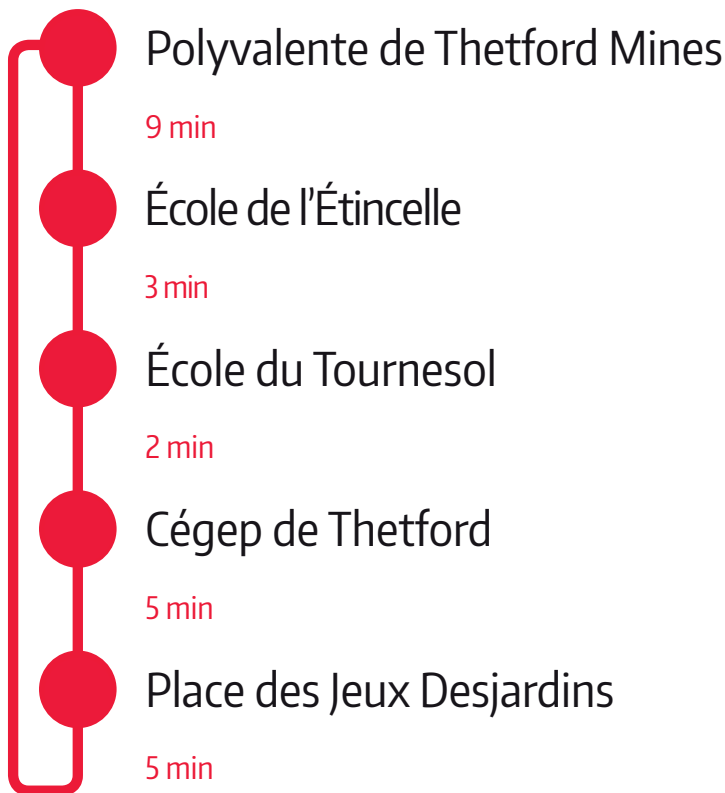 Polyvalente de Thetford Mines
9 min
École de l’Étincelle
3 min
École du Tournesol
2 min
Cégep de Thetford
5 min
Place des Jeux Desjardins
5 min